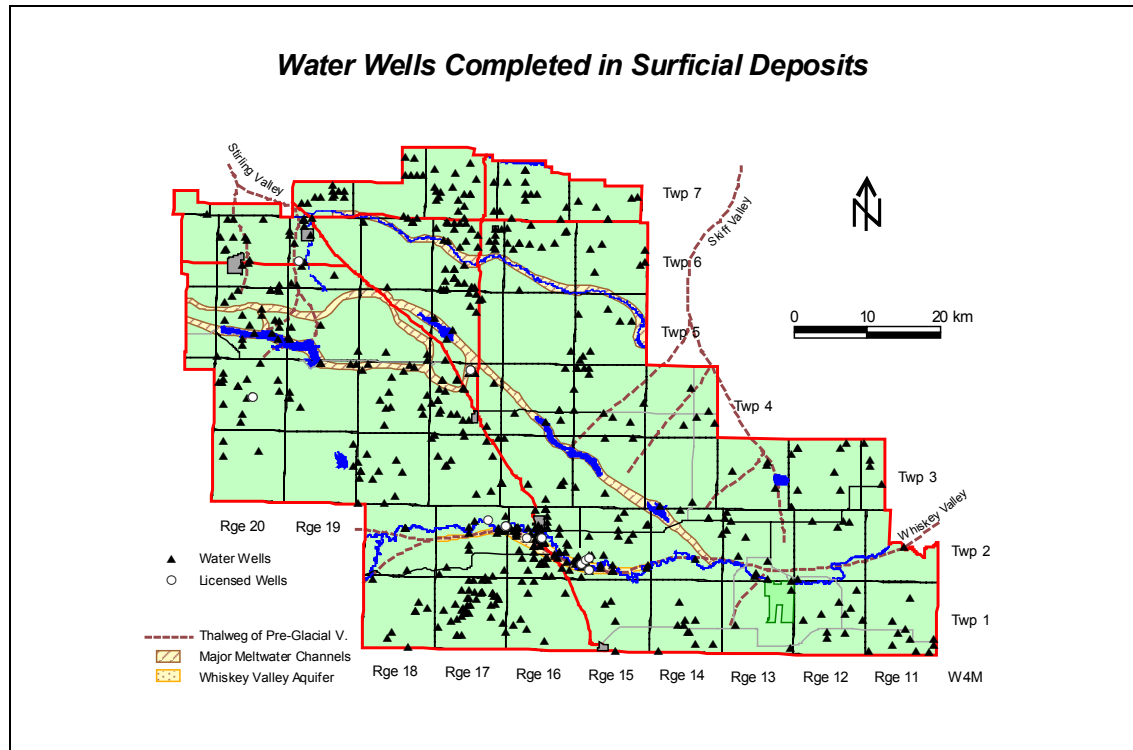 Water Wells Completed in Surficial Deposits
Stirling Valley
Twp 7
Skiff Valley
Twp 6
Twp 5
0 10 20 km
Twp 4
Twp 3
Rge 20 Rge 19
Whiskey Valley
Twp 2
Water Wells
Licensed Wells
Twp 1
Thalweg of Pre-Glacial V.
Major Meltwater Channels
Whiskey Valley Aquifer
Rge 18 Rge 17 Rge 16 Rge 15 Rge 14 Rge 13 Rge 12 Rge 11 W4M
N